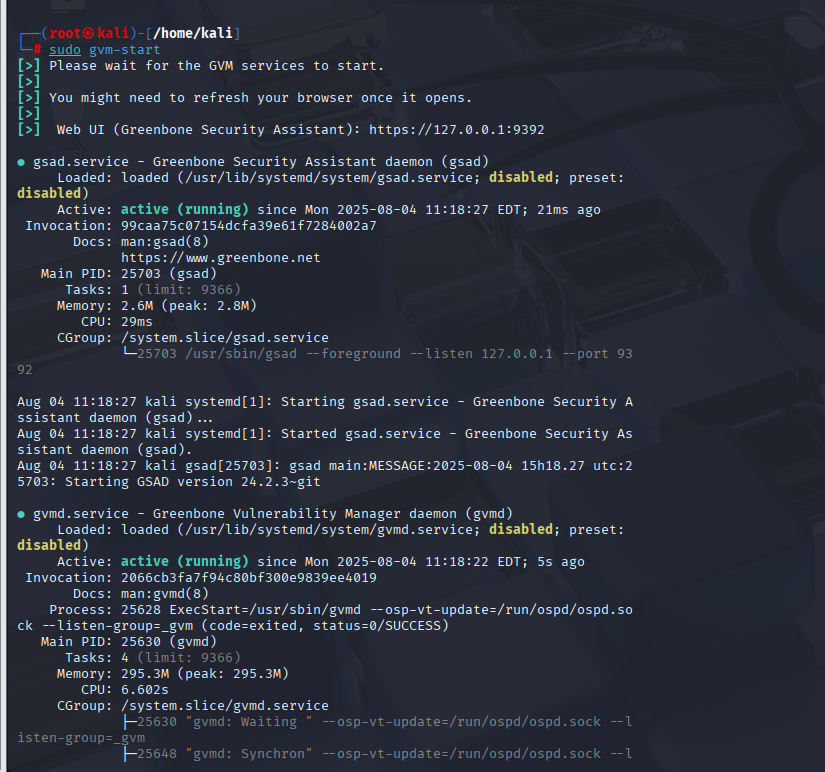 ┌──(root㉿kali)-[/home/kali]
└─# sudo gvm-start
[>] Please wait for the GVM services to start.
[>]
[>] You might need to refresh your browser once it opens.
[>]
[>]  Web UI (Greenbone Security Assistant): https://127.0.0.1:9392

● gsad.service - Greenbone Security Assistant daemon (gsad)
     Loaded: loaded (/usr/lib/systemd/system/gsad.service; disabled; preset:
disabled)
     Active: active (running) since Mon 2025-08-04 11:18:27 EDT; 21ms ago
 Invocation: 99caa75c07154dcfa39e61f7284002a7
       Docs: man:gsad(8)
             https://www.greenbone.net
   Main PID: 25703 (gsad)
      Tasks: 1 (limit: 9366)
     Memory: 2.6M (peak: 2.8M)
        CPU: 29ms
     CGroup: /system.slice/gsad.service
             └─25703 /usr/sbin/gsad --foreground --listen 127.0.0.1 --port 93
92

Aug 04 11:18:27 kali systemd[1]: Starting gsad.service - Greenbone Security A
ssistant daemon (gsad)...
Aug 04 11:18:27 kali systemd[1]: Started gsad.service - Greenbone Security As
sistant daemon (gsad).
Aug 04 11:18:27 kali gsad[25703]: gsad main:MESSAGE:2025-08-04 15h18.27 utc:2
5703: Starting GSAD version 24.2.3~git

● gvmd.service - Greenbone Vulnerability Manager daemon (gvmd)
     Loaded: loaded (/usr/lib/systemd/system/gvmd.service; disabled; preset:
disabled)
     Active: active (running) since Mon 2025-08-04 11:18:22 EDT; 5s ago
 Invocation: 2066cb3fa7f94c80bf300e9839ee4019
       Docs: man:gvmd(8)
    Process: 25628 ExecStart=/usr/sbin/gvmd --osp-vt-update=/run/ospd/ospd.so
ck --listen-group=_gvm (code=exited, status=0/SUCCESS)
   Main PID: 25630 (gvmd)
      Tasks: 4 (limit: 9366)
     Memory: 295.3M (peak: 295.3M)
        CPU: 6.602s
     CGroup: /system.slice/gvmd.service
             ├─25630 "gvmd: Waiting " --osp-vt-update=/run/ospd/ospd.sock --l
isten-group=_gvm
             ├─25648 "gvmd: Synchron" --osp-vt-update=/run/ospd/ospd.sock --l